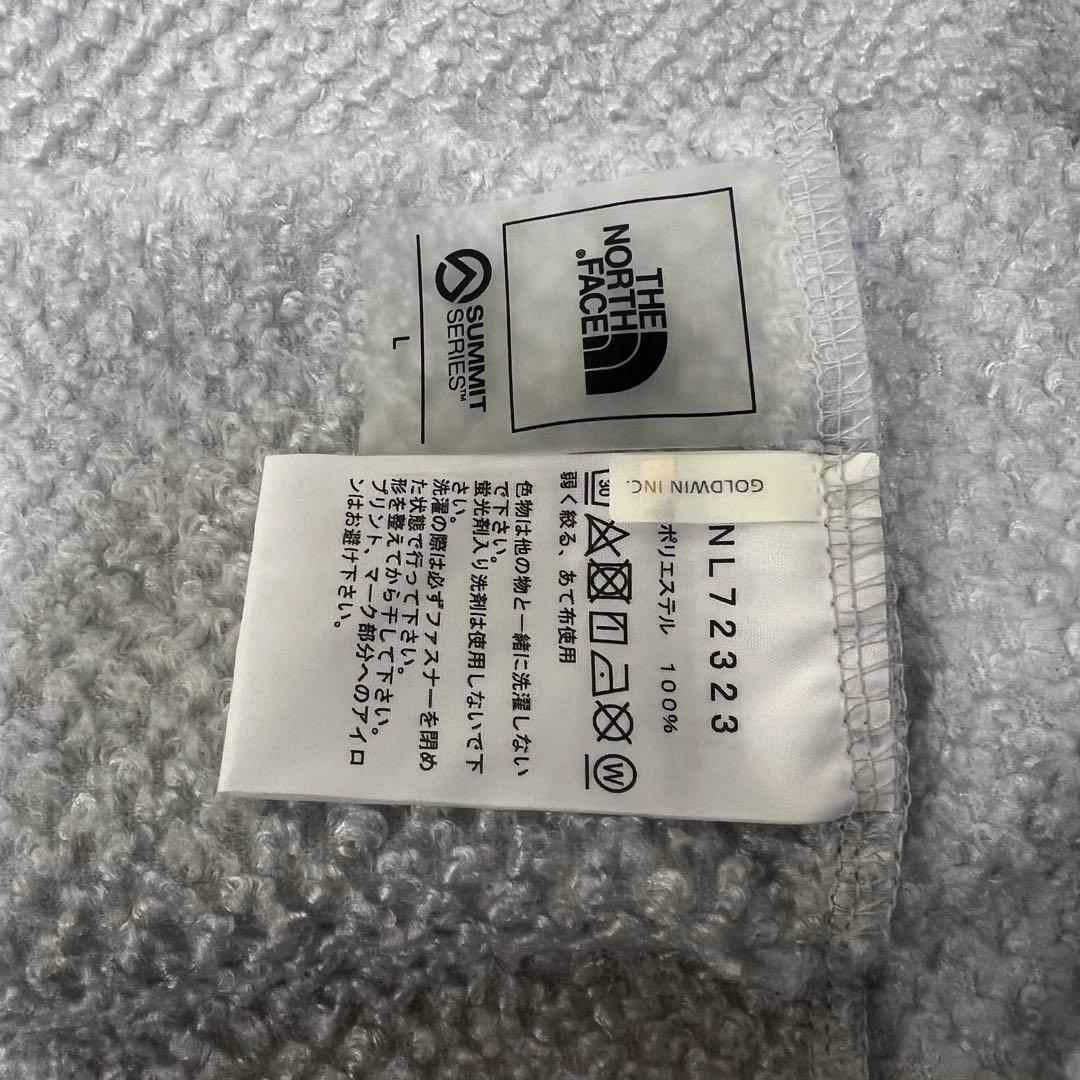 THE
NORTH
FACE®
SUMMIT
SERIES™
L
GOLDWIN INC.
NL72323
ポリエステル 100%
30
W
弱く絞る、あて布使用
色物は他の物と一緒に洗濯しない
で下さい。
蛍光剤入り洗剤は使用しないで下
さい。
洗濯の際は必ずファスナーを閉め
た状態で行って下さい。
形を整えてから干して下さい。
プリント、マーク部分へのアイロ
ンはお避け下さい。